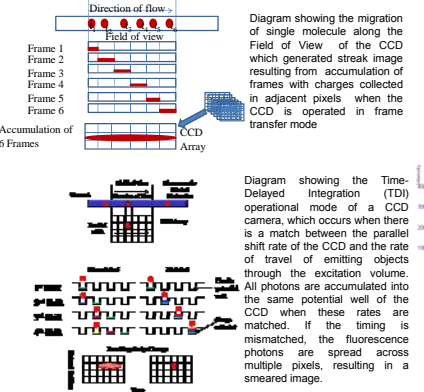 Direction of flow
t1 t2 t3 t4 t5 t6
Field of view
Frame 1
Frame 2
Frame 3
Frame 4
Frame 5
Frame 6
Accumulation of
6 Frames
CCD
Array
Diagram showing the migration
of single molecule along the
Field of View of the CCD
which generated streak image
resulting from accumulation of
frames with charges collected
in adjacent pixels when the
CCD is operated in frame
transfer mode
Diagram showing the Time-
Delayed Integration (TDI)
operational mode of a CCD
camera, which occurs when there
is a match between the parallel
shift rate of the CCD and the rate
of travel of emitting objects
through the excitation volume.
All photons are accumulated into
the same potential well of the
CCD when these rates are
matched. If the timing is
mismatched, the fluorescence
photons are spread across
multiple pixels, resulting in a
smeared image.